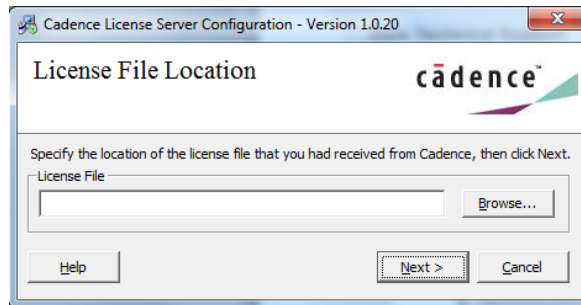 Cadence License Server Configuration - Version 1.0.20
License File Location
cādence™
Specify the location of the license file that you had received from Cadence, then click Next.
License File
Browse...
Help
Next >
Cancel